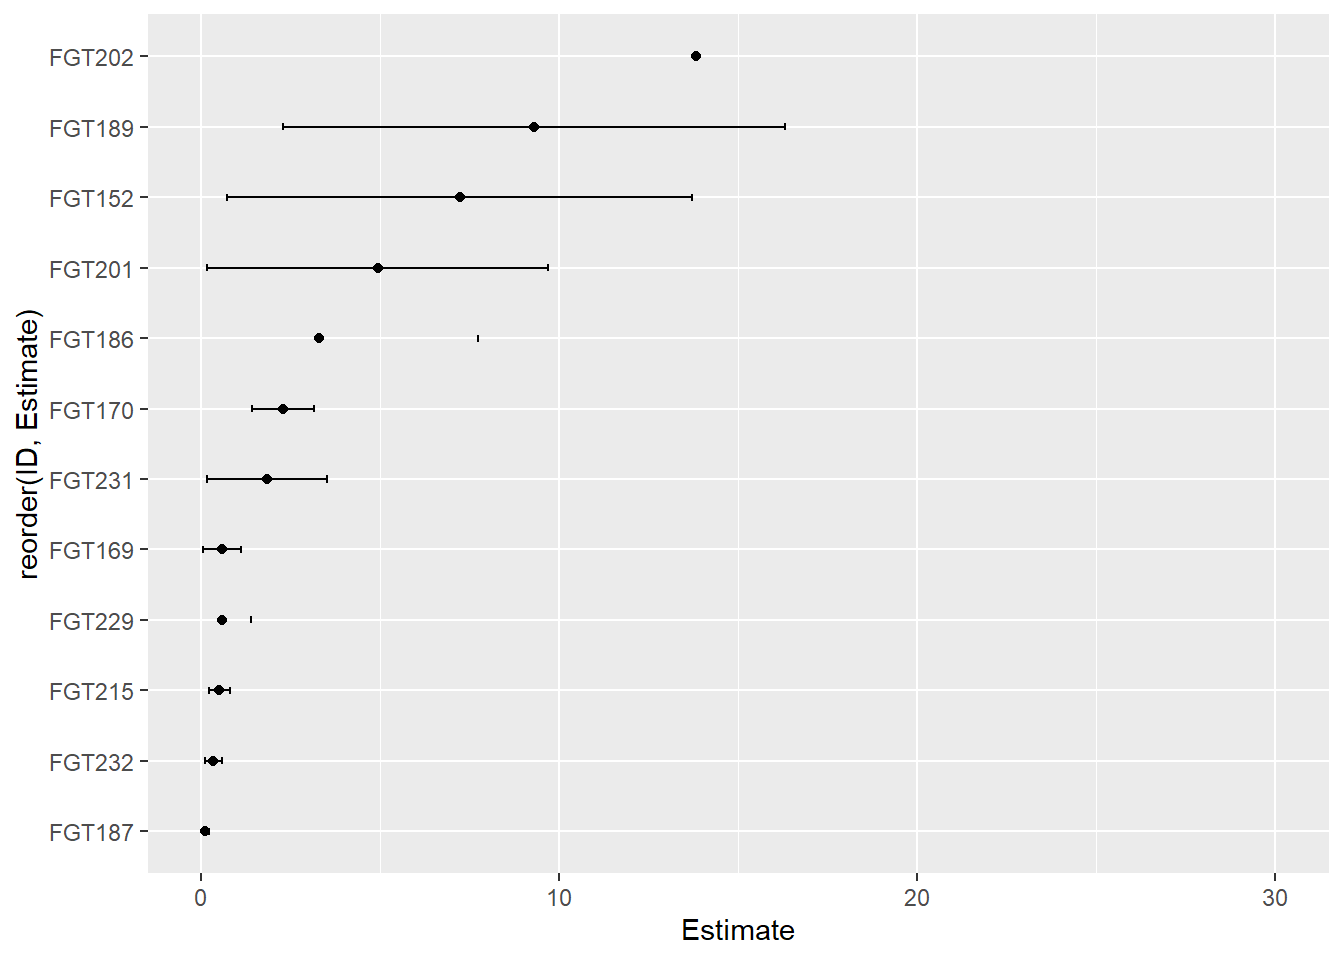 FGT202
FGT189
FGT152
FGT201
FGT186
FGT170
FGT231
FGT169
FGT229
FGT215
FGT232
FGT187
reorder(ID, Estimate)
0 10 20 30
Estimate